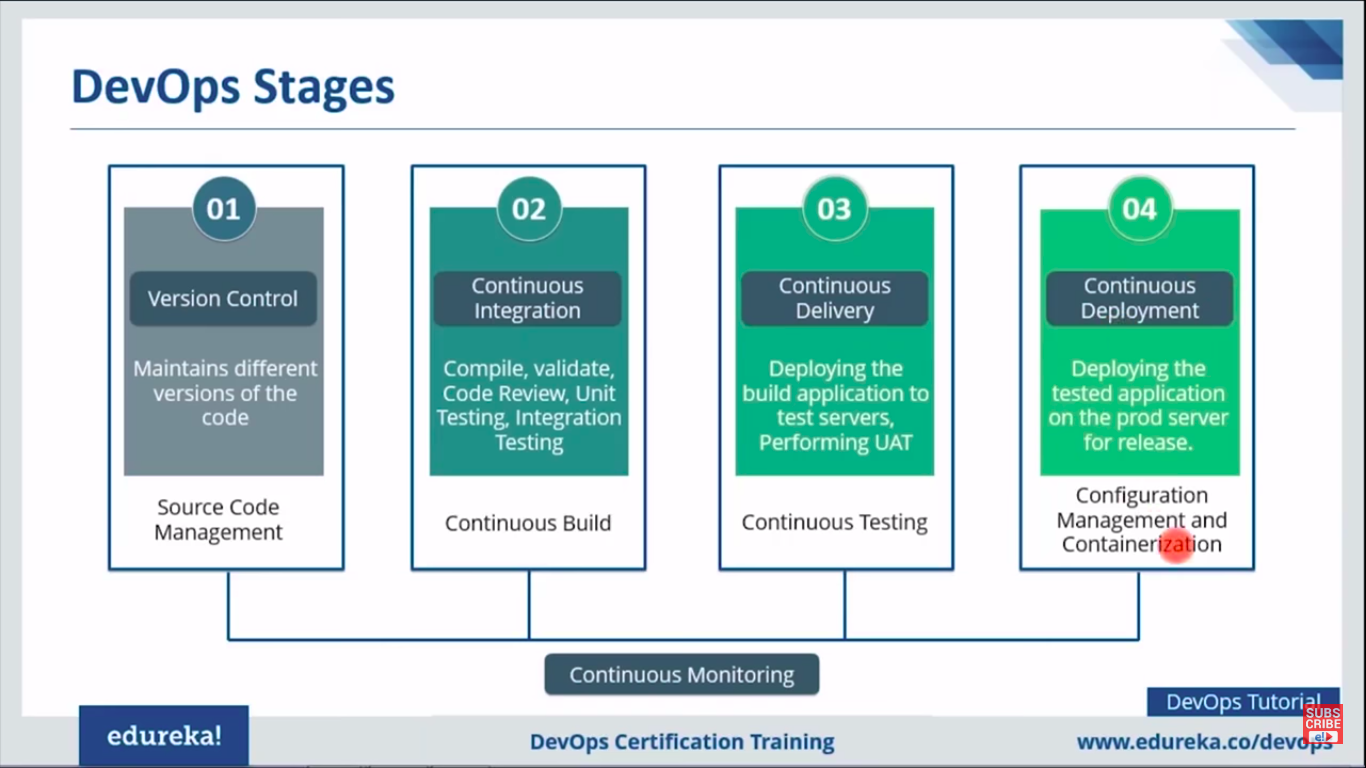 DevOps Stages
01
Version Control
Maintains different
versions of the
code
Source Code
Management
02
Continuous
Integration
Compile, validate,
Code Review, Unit
Testing, Integration
Testing
Continuous Build
03
Continuous
Delivery
Deploying the
build application to
test servers,
Performing UAT
Continuous Testing
04
Continuous
Deployment
Deploying the
tested application
on the prod server
for release.
Configuration
Management and
Containerization
Continuous Monitoring
DevOps Tutorial
SUBS
CRIBE
e!
edureka!
DevOps Certification Training
www.edureka.co/devops